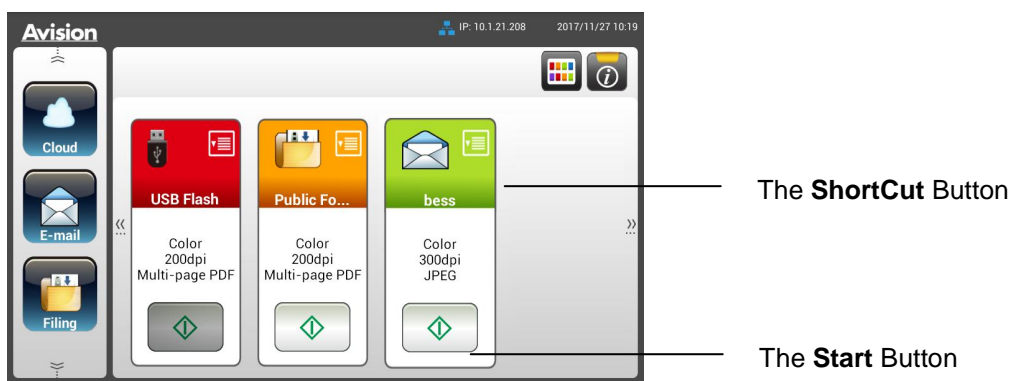 Avision
IP: 10.1.21.208 2017/11/27 10:19
Cloud
E-mail
Filing
USB Flash
Color
200dpi
Multi-page PDF
Public Fo...
Color
200dpi
Multi-page PDF
bess
Color
300dpi
JPEG
The ShortCut Button
The Start Button